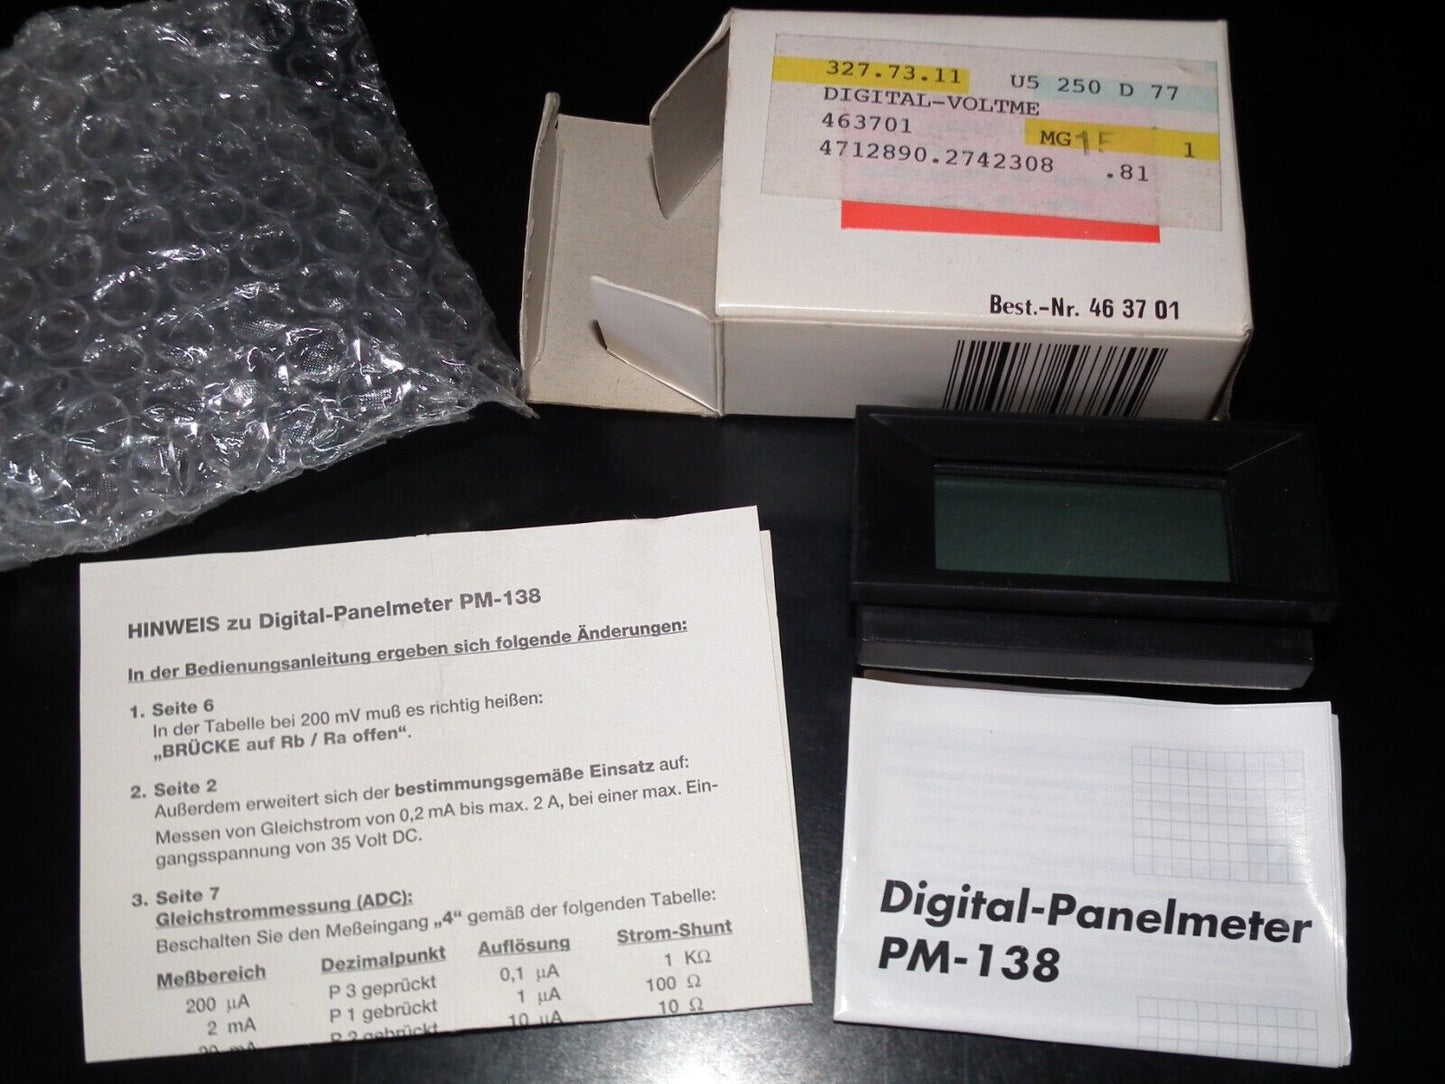 327.73.11 U5 250 D 77
DIGITAL-VOLTME
463701 MG 1
4712890.2742308 .81
Best.-Nr. 46 37 01
HINWEIS zu Digital-Panelmeter PM-138
In der Bedienungsanleitung ergeben sich folgende Änderungen:
1. Seite 6
In der Tabelle bei 200 mV muß es richtig heißen:
„BRÜCKE auf Rb / Ra offen“.
2. Seite 2
Außerdem erweitert sich der bestimmungsgemäße Einsatz auf:
Messen von Gleichstrom von 0,2 mA bis max. 2 A, bei einer max. Ein-
gangsspannung von 35 Volt DC.
3. Seite 7
Gleichstrommessung (ADC):
Beschalten Sie den Meßeingang „4“ gemäß der folgenden Tabelle:
Meßbereich Dezimalpunkt Auflösung Strom-Shunt
200 µA P 3 geprückt 0,1 µA 1 KΩ
2 mA P 1 gebrückt 1 µA 100 Ω
20 mA P 2 gebrückt 10 µA 10 Ω
Digital-Panelmeter
PM-138